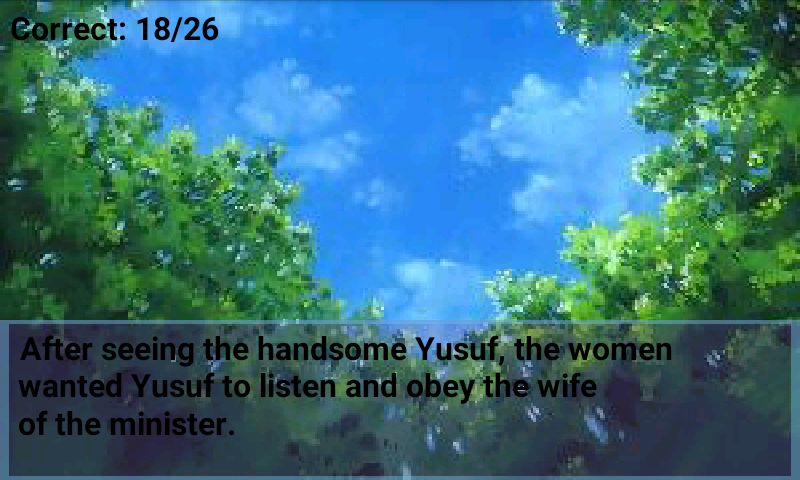 Correct: 18/26
After seeing the handsome Yusuf, the women
wanted Yusuf to listen and obey the wife
of the minister.